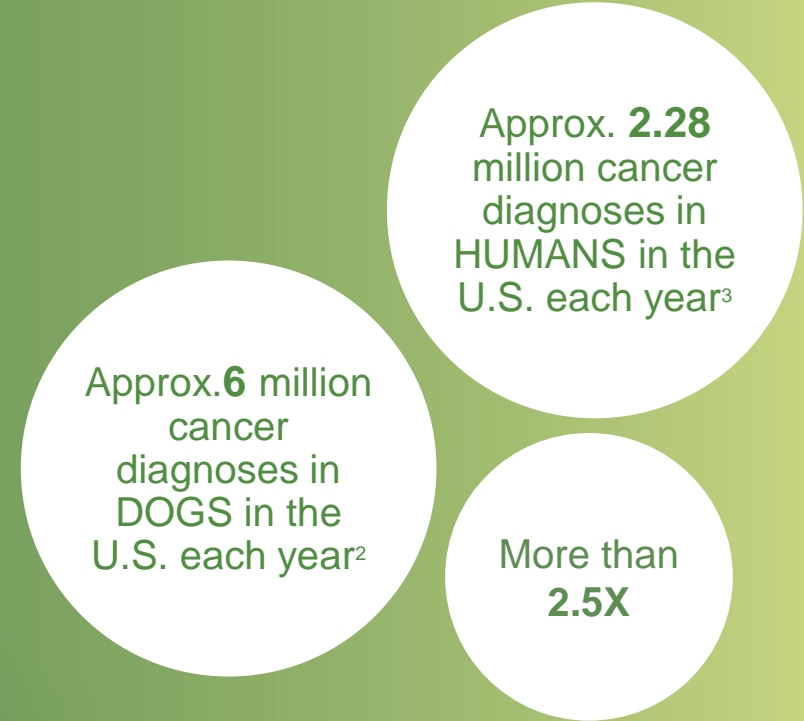 Approx. 2.28
million cancer
diagnoses in
HUMANS in the
U.S. each year³
Approx.6 million
cancer
diagnoses in
DOGS in the
U.S. each year²
More than
2.5X